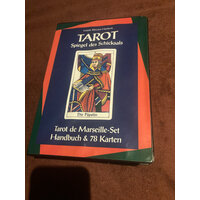 TAROT
Spiegel des Schicksals
Die Päpstin
Tarot de Marseille-Set
Handbuch & 78 Karten